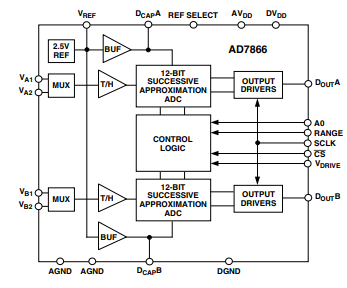 VREF DCAPA REF SELECT AVDD DVDD
2.5V
REF
BUF
AD7866
VA1
VA2
MUX
T/H
12-BIT
SUCCESSIVE
APPROXIMATION
ADC
OUTPUT
DRIVERS
DOUTA
CONTROL
LOGIC
A0
RANGE
SCLK
CS
VDRIVE
VB1
VB2
MUX
T/H
12-BIT
SUCCESSIVE
APPROXIMATION
ADC
OUTPUT
DRIVERS
DOUTB
BUF
AGND AGND DCAPB DGND